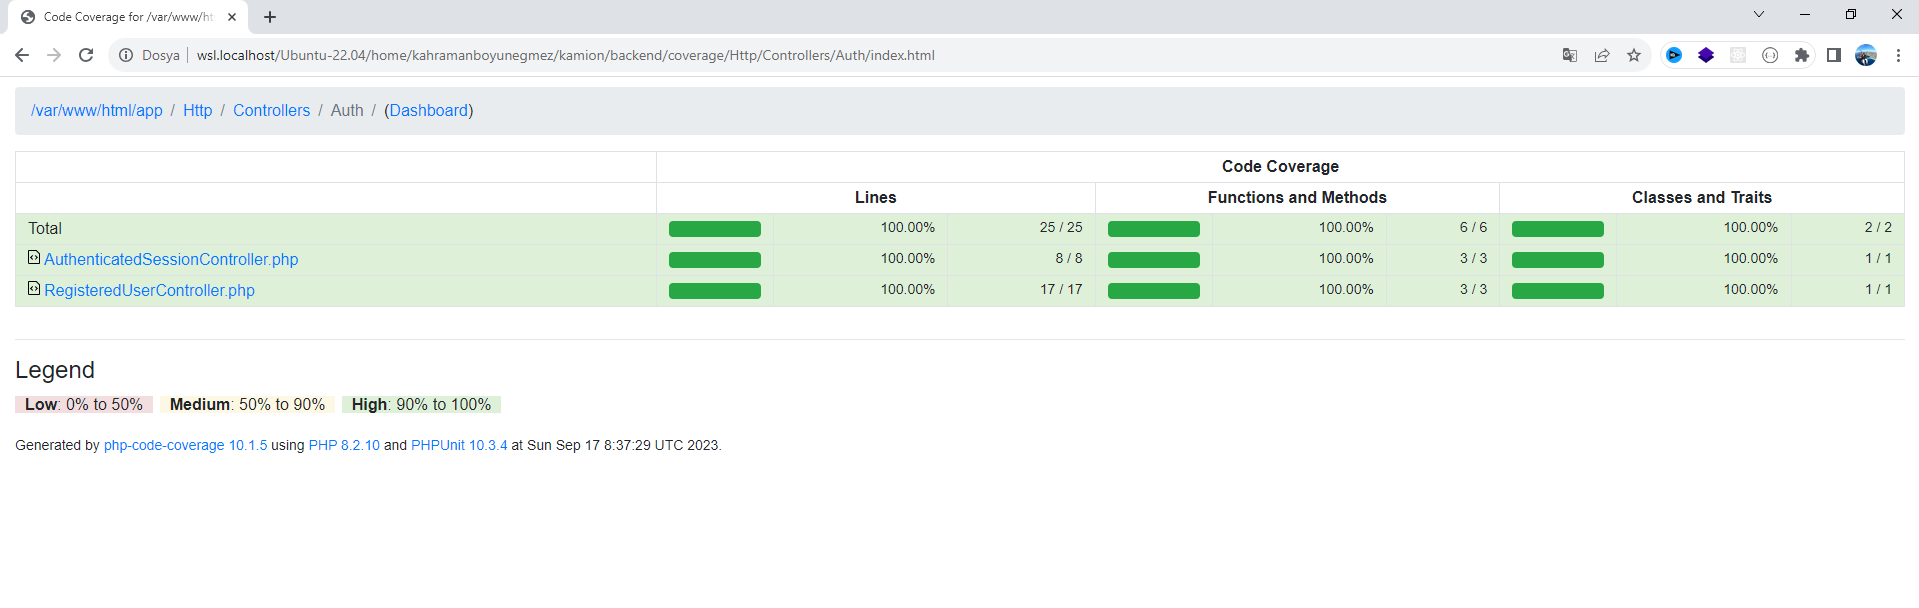 Code Coverage for /var/www/ht
Dosya wsl.localhost/Ubuntu-22.04/home/kahramanboyunegmez/kamion/backend/coverage/Http/Controllers/Auth/index.html
/var/www/html/app / Http / Controllers / Auth / (Dashboard)
Code Coverage
Lines Functions and Methods Classes and Traits
Total 100.00% 25 / 25 100.00% 6 / 6 100.00% 2 / 2
AuthenticatedSessionController.php 100.00% 8 / 8 100.00% 3 / 3 100.00% 1 / 1
RegisteredUserController.php 100.00% 17 / 17 100.00% 3 / 3 100.00% 1 / 1
Legend
Low: 0% to 50% Medium: 50% to 90% High: 90% to 100%
Generated by php-code-coverage 10.1.5 using PHP 8.2.10 and PHPUnit 10.3.4 at Sun Sep 17 8:37:29 UTC 2023.